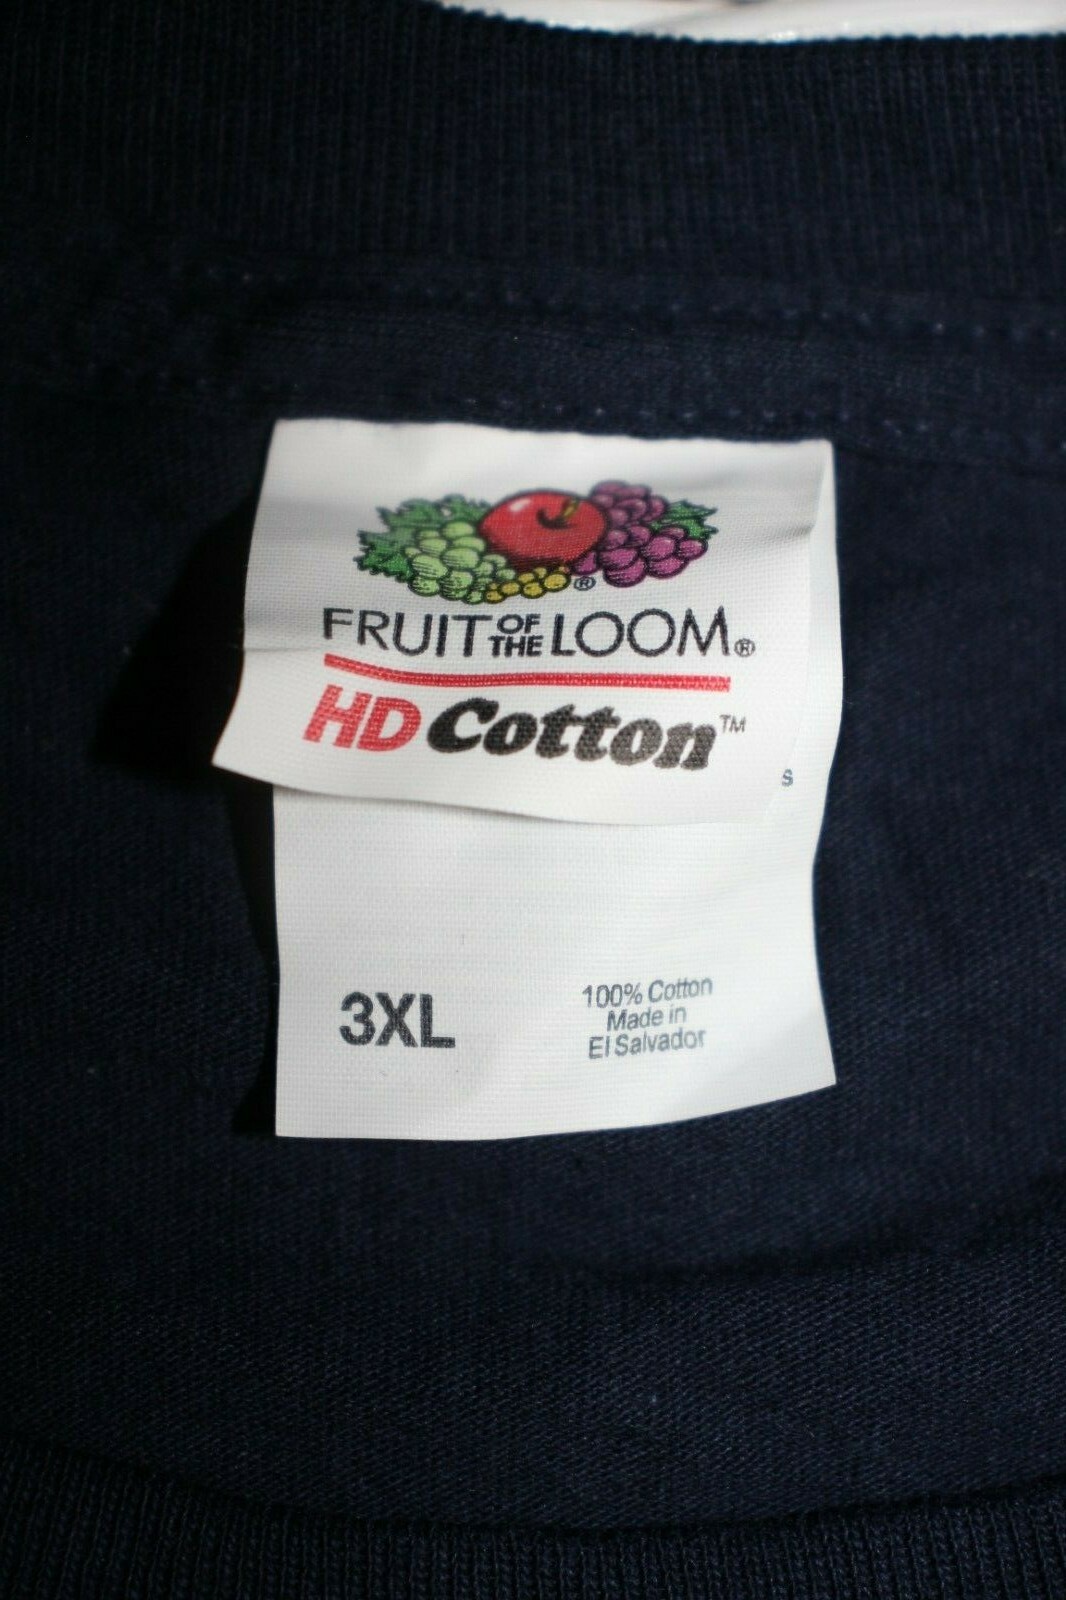 ®
FRUIT OF THE LOOM®
HD Cotton™
s
3XL
100% Cotton
Made in
El Salvador